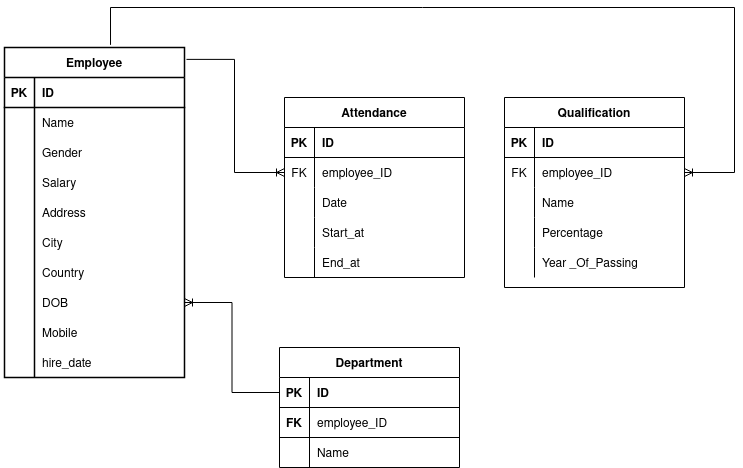 Employee
PK ID
Name
Gender
Salary
Address
City
Country
DOB
Mobile
hire_date
Attendance
PK ID
FK employee_ID
Date
Start_at
End_at
Qualification
PK ID
FK employee_ID
Name
Percentage
Year _Of_Passing
Department
PK ID
FK employee_ID
Name